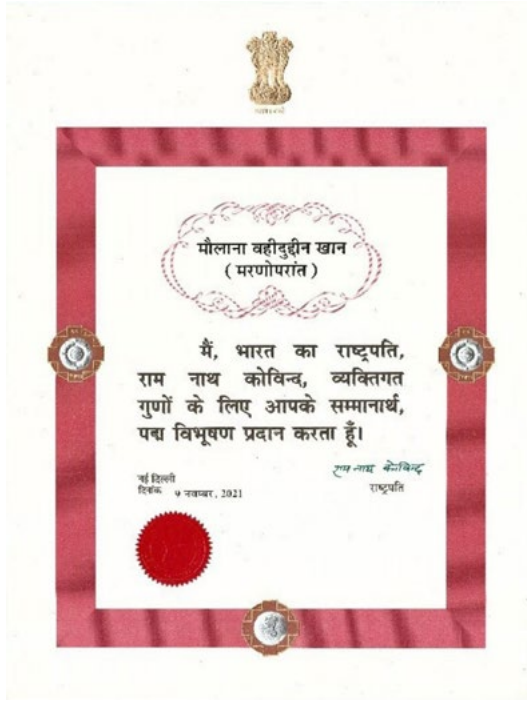 मौलाना वहीदुद्दीन खान
( मरणोपरांत )
मैं, भारत का राष्ट्रपति,
राम नाथ कोविन्द, व्यक्तिगत
गुणों के लिए आपके सम्मानार्थ,
पद्म विभूषण प्रदान करता हूँ।
राम नाथ कोविन्द
नई दिल्ली
राष्ट्रपति
दिनांक ९ नवम्बर, 2021